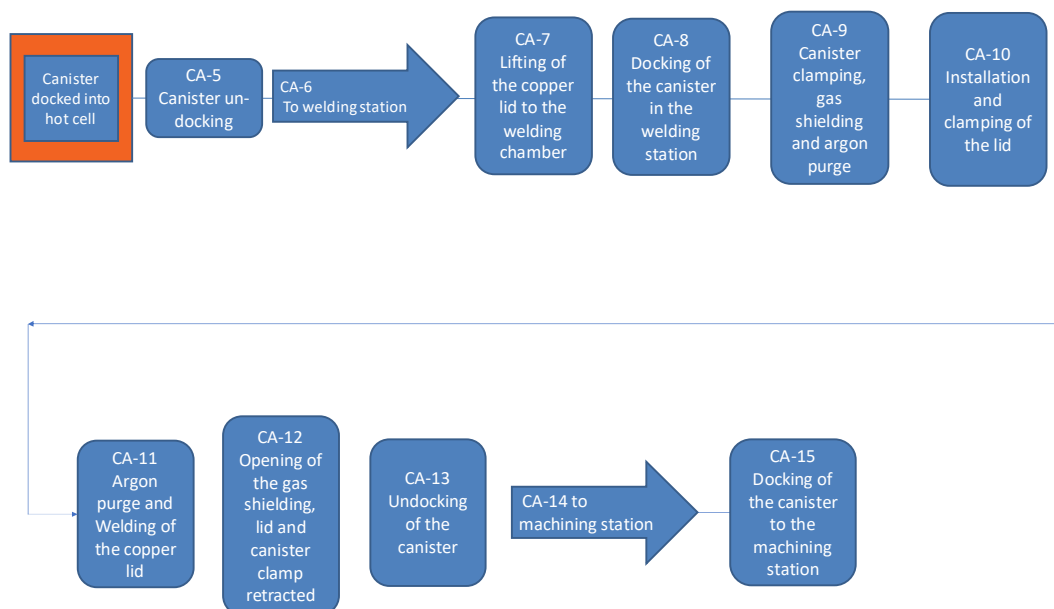 Canister
docked into
hot cell
CA-5
Canister un-
docking
CA-6
To welding station
CA-7
Lifting of
the copper
lid to the
welding
chamber
CA-8
Docking of
the canister
in the
welding
station
CA-9
Canister
clamping,
gas
shielding
and argon
purge
CA-10
Installation
and
clamping of
the lid
CA-11
Argon
purge and
Welding of
the copper
lid
CA-12
Opening of
the gas
shielding,
lid and
canister
clamp
retracted
CA-13
Undocking
of the
canister
CA-14 to
machining station
CA-15
Docking of
the canister
to the
machining
station